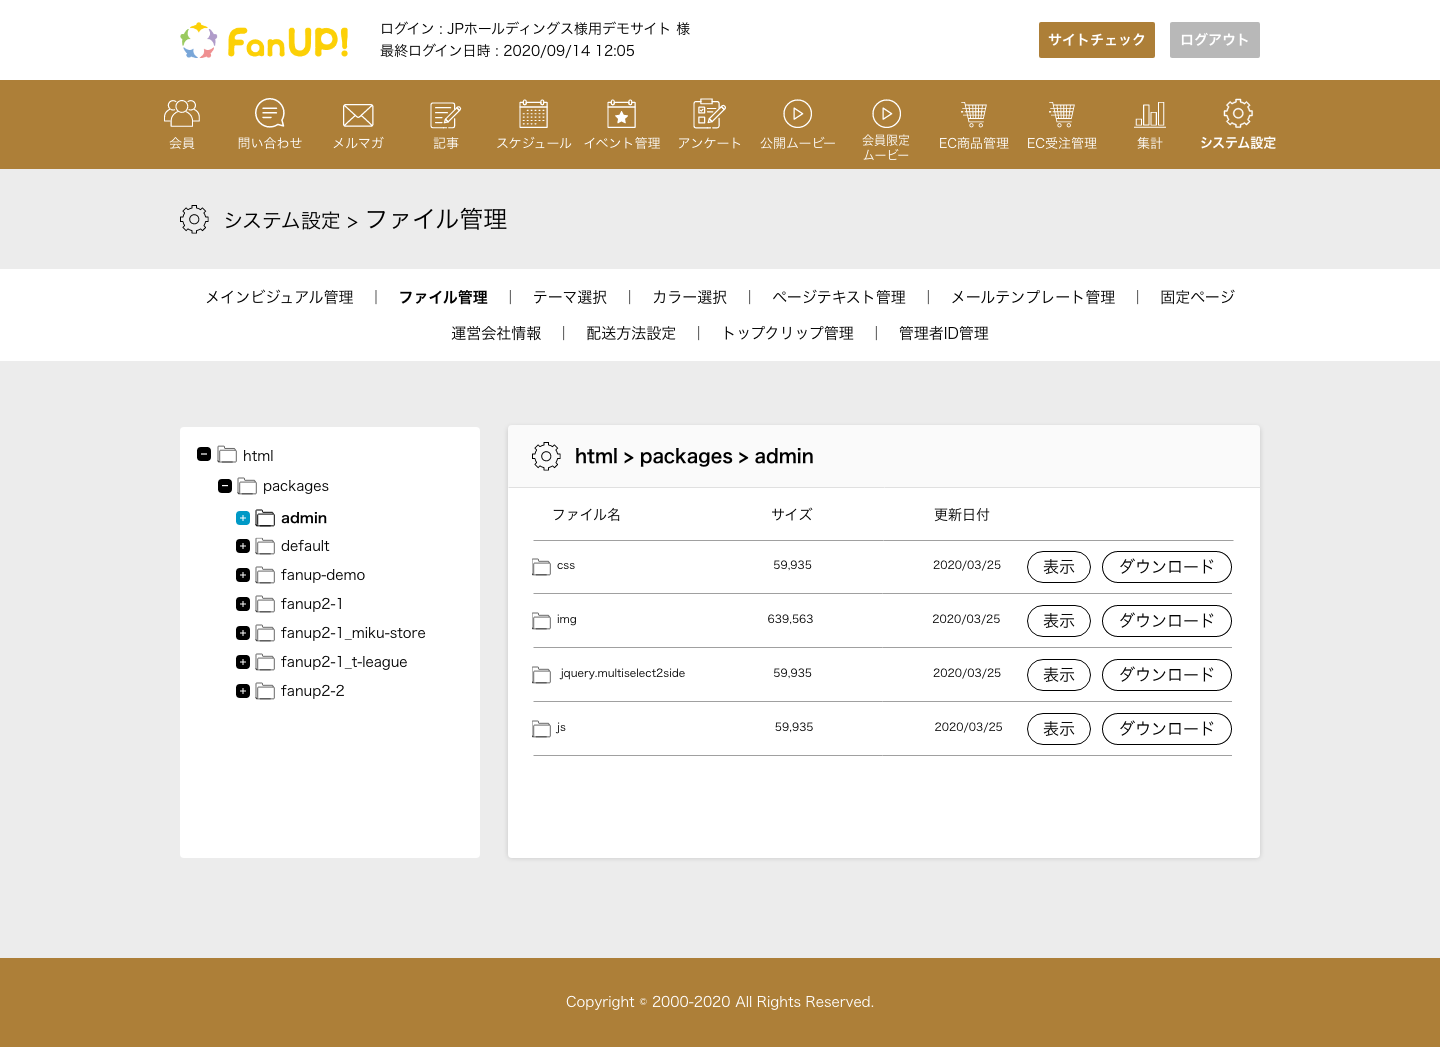 FanUP!
ログイン : JPホールディングス様用デモサイト 様
最終ログイン日時 : 2020/09/14 12:05
サイトチェック
ログアウト
会員
問い合わせ
メルマガ
記事
スケジュール
イベント管理
アンケート
公開ムービー
会員限定
ムービー
EC商品管理
EC受注管理
集計
システム設定
システム設定 > ファイル管理
メインビジュアル管理 | ファイル管理 | テーマ選択 | カラー選択 | ページテキスト管理 | メールテンプレート管理 | 固定ページ
運営会社情報 | 配送方法設定 | トップクリップ管理 | 管理者ID管理
html
packages
admin
default
fanup-demo
fanup2-1
fanup2-1_miku-store
fanup2-1_t-league
fanup2-2
html > packages > admin
ファイル名 サイズ 更新日付
css 59,935 2020/03/25 表示 ダウンロード
img 639,563 2020/03/25 表示 ダウンロード
jquery.multiselect2side 59,935 2020/03/25 表示 ダウンロード
js 59,935 2020/03/25 表示 ダウンロード
Copyright © 2000-2020 All Rights Reserved.